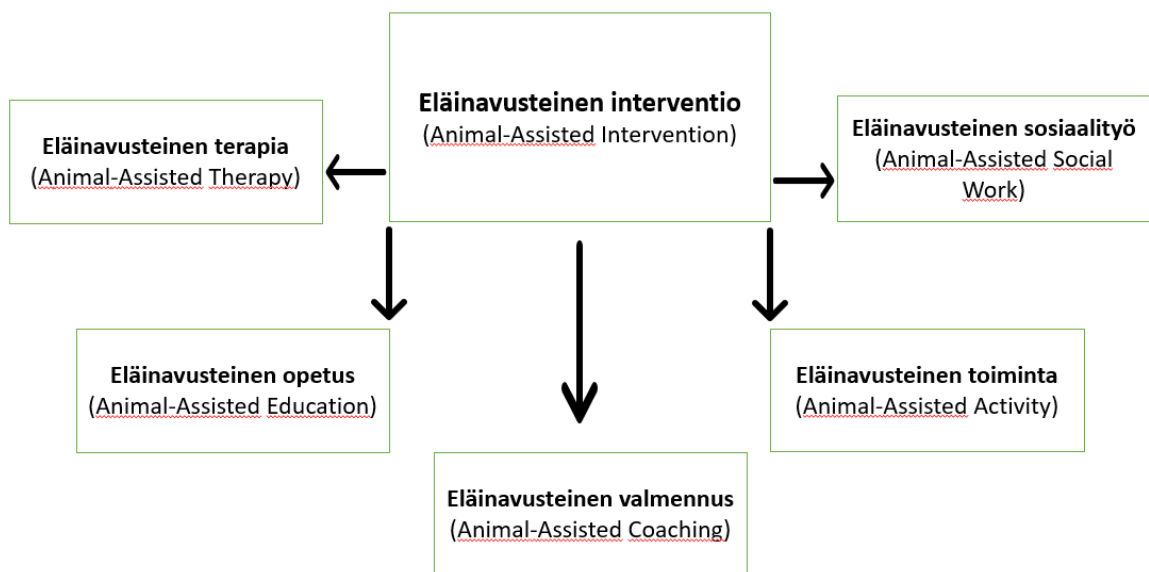 Eläinavusteinen interventio
(Animal-Assisted Intervention)
Eläinavusteinen terapia
(Animal-Assisted Therapy)
Eläinavusteinen sosiaalityö
(Animal-Assisted Social
Work)
Eläinavusteinen opetus
(Animal-Assisted Education)
Eläinavusteinen toiminta
(Animal-Assisted Activity)
Eläinavusteinen valmennus
(Animal-Assisted Coaching)